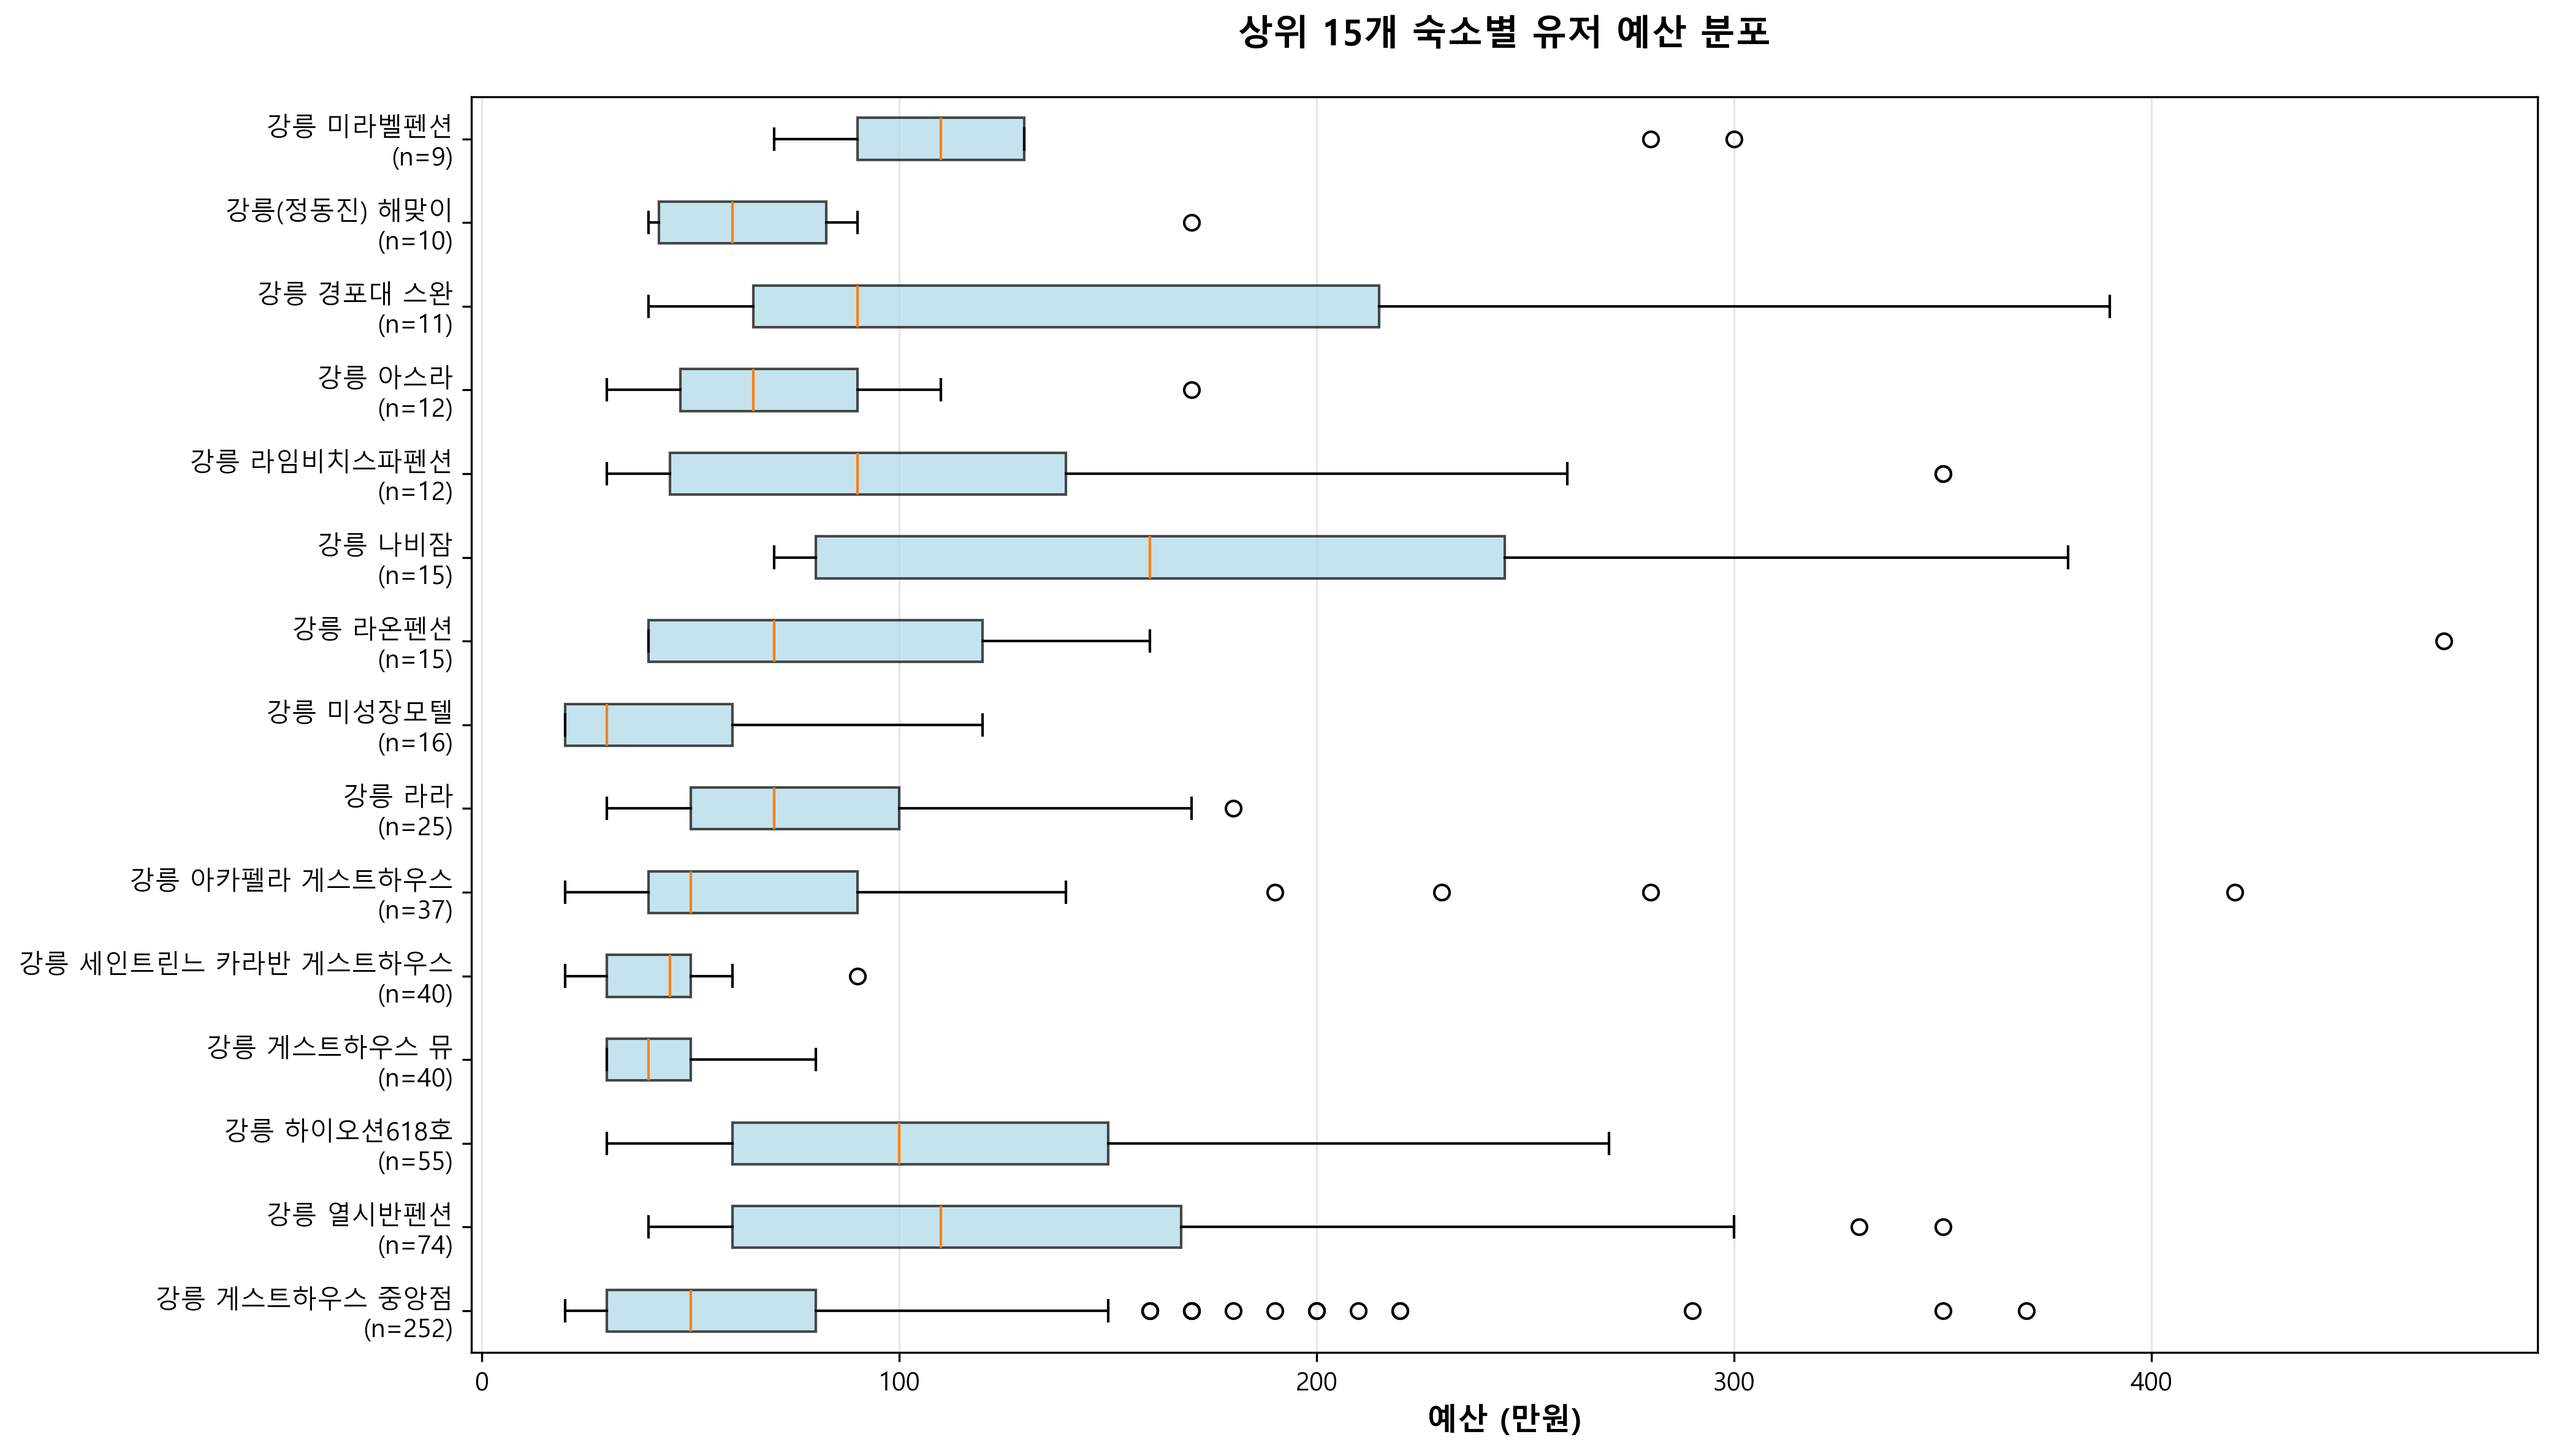 상위 15개 숙소별 유저 예산 분포
강릉 미라벨펜션
(n=9)
강릉(정동진) 해맞이
(n=10)
강릉 경포대 스완
(n=11)
강릉 아스라
(n=12)
강릉 라임비치스파펜션
(n=12)
강릉 나비잠
(n=15)
강릉 라온펜션
(n=15)
강릉 미성장모텔
(n=16)
강릉 라라
(n=25)
강릉 아카펠라 게스트하우스
(n=37)
강릉 세인트린느 카라반 게스트하우스
(n=40)
강릉 게스트하우스 뮤
(n=40)
강릉 하이오션618호
(n=55)
강릉 열시반펜션
(n=74)
강릉 게스트하우스 중앙점
(n=252)
0 100 200 300 400
예산 (만원)